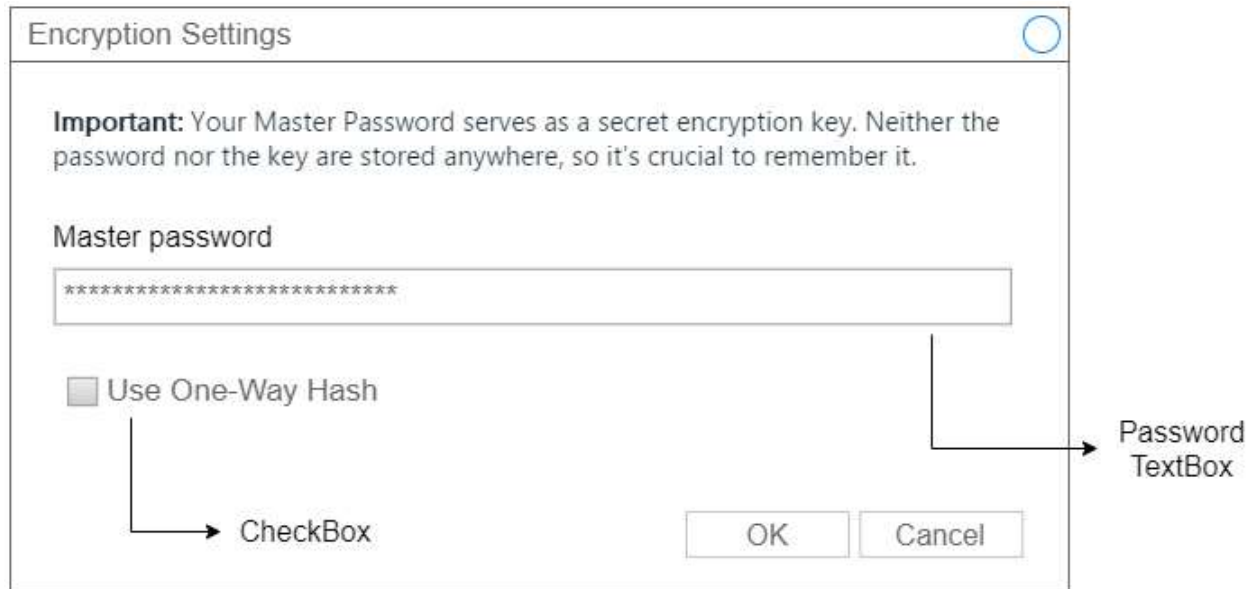 Encryption Settings
Important: Your Master Password serves as a secret encryption key. Neither the
password nor the key are stored anywhere, so it's crucial to remember it.
Master password
****************************
Use One-Way Hash
Password
TextBox
CheckBox
OK
Cancel